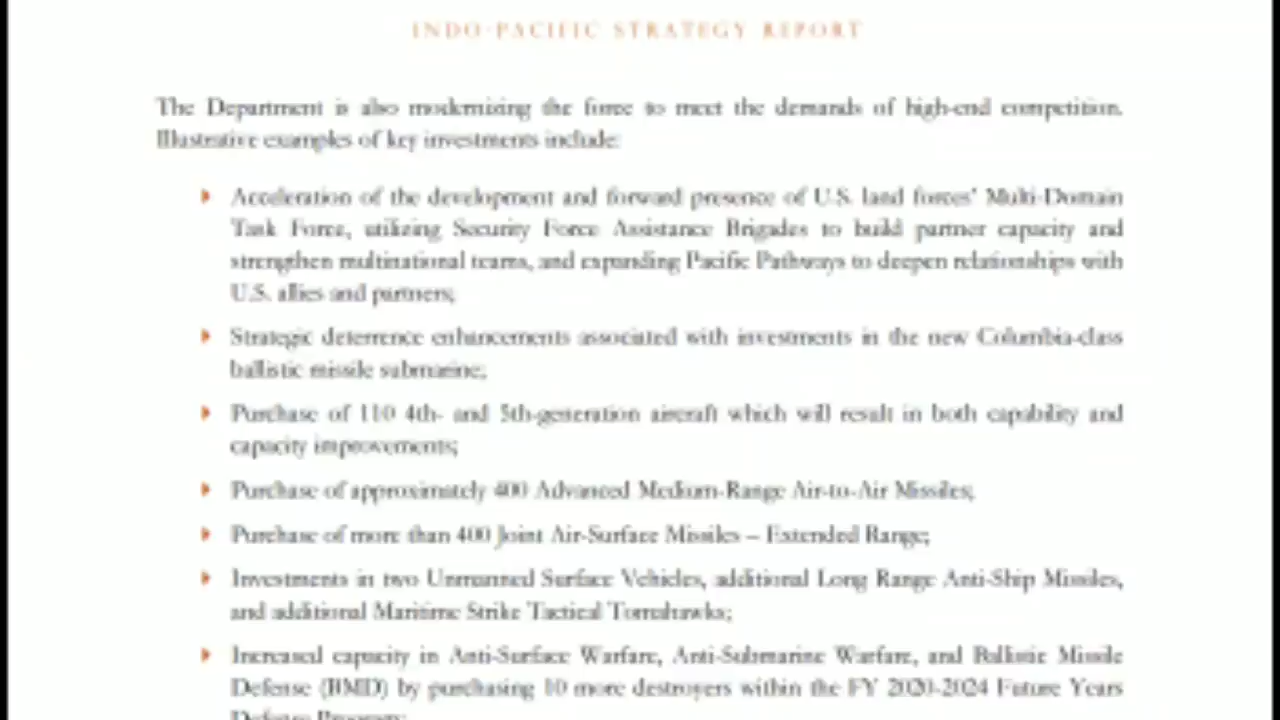 INDO-PACIFIC STRATEGY REPORT
The Department is also modernizing the force to meet the demands of high-end competition.
Illustrative examples of key investments include:
Acceleration of the development and forward presence of U.S. land forces' Multi-Domain
Task Force, utilizing Security Force Assistance Brigades to build partner capacity and
strengthen multinational teams, and expanding Pacific Pathways to deepen relationships with
U.S. allies and partners;
Strategic deterrence enhancements associated with investments in the new Columbia-class
ballistic missile submarine;
Purchase of 110 4th- and 5th-generation aircraft which will result in both capability and
capacity improvements;
Purchase of approximately 400 Advanced Medium-Range Air-to-Air Missiles;
Purchase of more than 400 Joint Air-Surface Missiles – Extended Range;
Investments in two Unmanned Surface Vehicles, additional Long Range Anti-Ship Missiles,
and additional Maritime Strike Tactical Tomahawks;
Increased capacity in Anti-Surface Warfare, Anti-Submarine Warfare, and Ballistic Missile
Defense (BMD) by purchasing 10 more destroyers within the FY 2020-2024 Future Years
Defense Program;